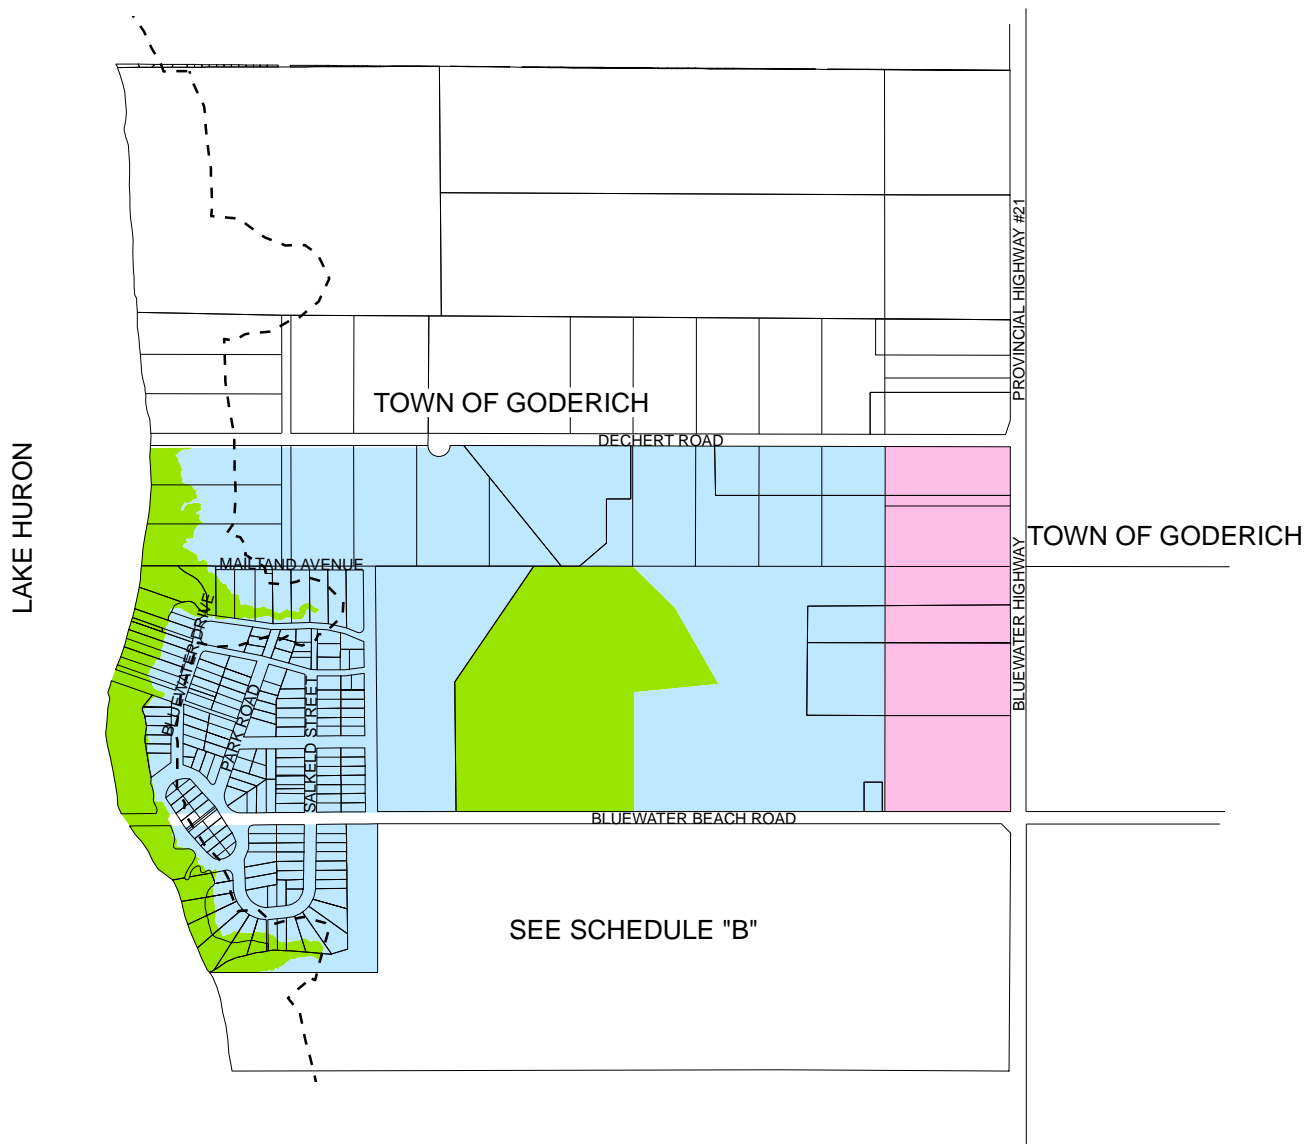 PROVINCIAL HIGHWAY #21
TOWN OF GODERICH
DECHERT ROAD
LAKE HURON
TOWN OF GODERICH
MAILTAND AVENUE
BLUEWATER DRIVE
BLUEWATER HIGHWAY
PARK ROAD
SALKELD STREET
BLUEWATER BEACH ROAD
SEE SCHEDULE "B"